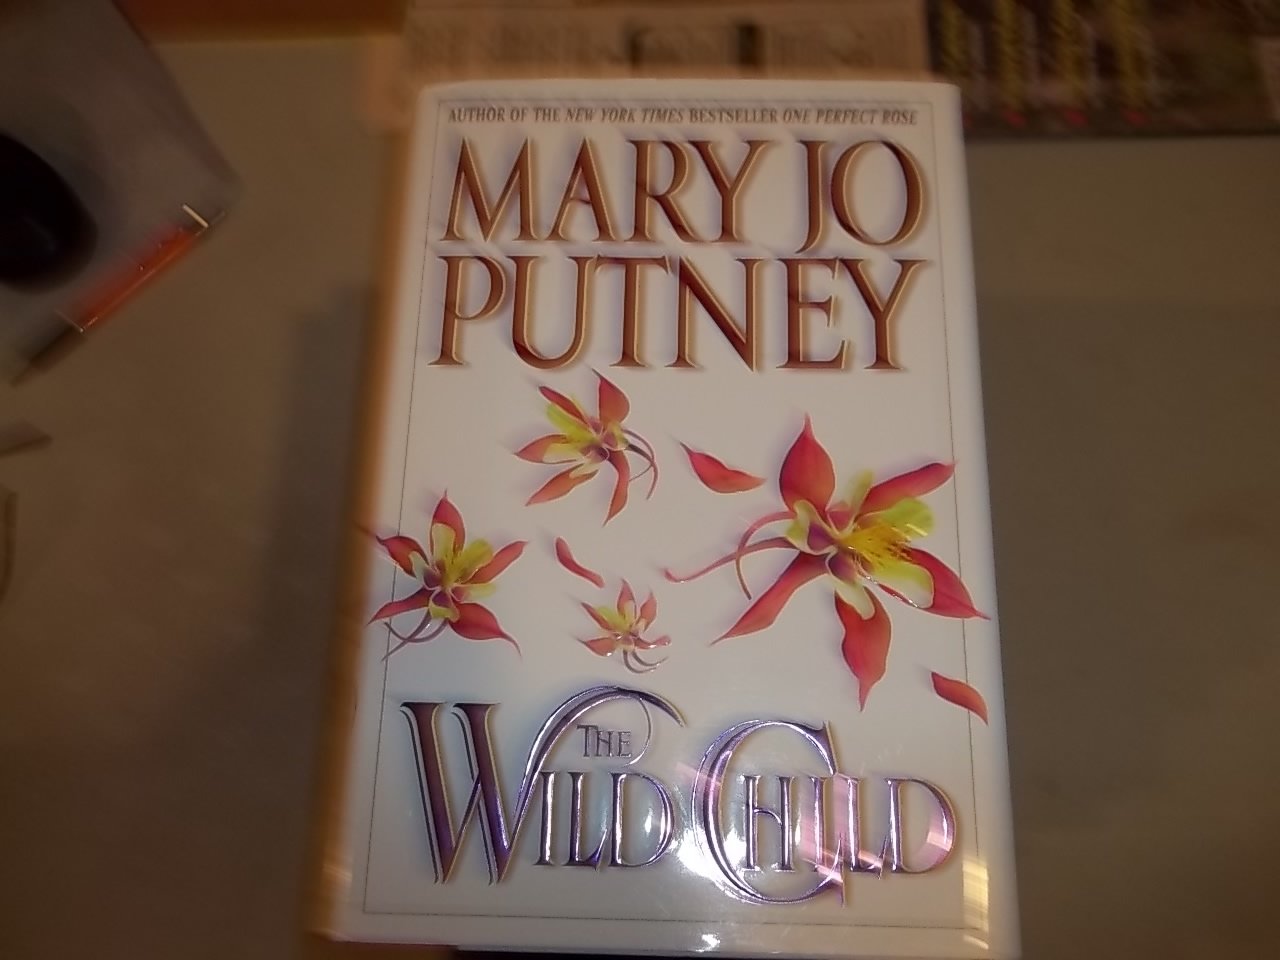 AUTHOR OF THE NEW YORK TIMES BESTSELLER ONE PERFECT ROSE
MARY JO
PUTNEY
THE
WILD CHILD